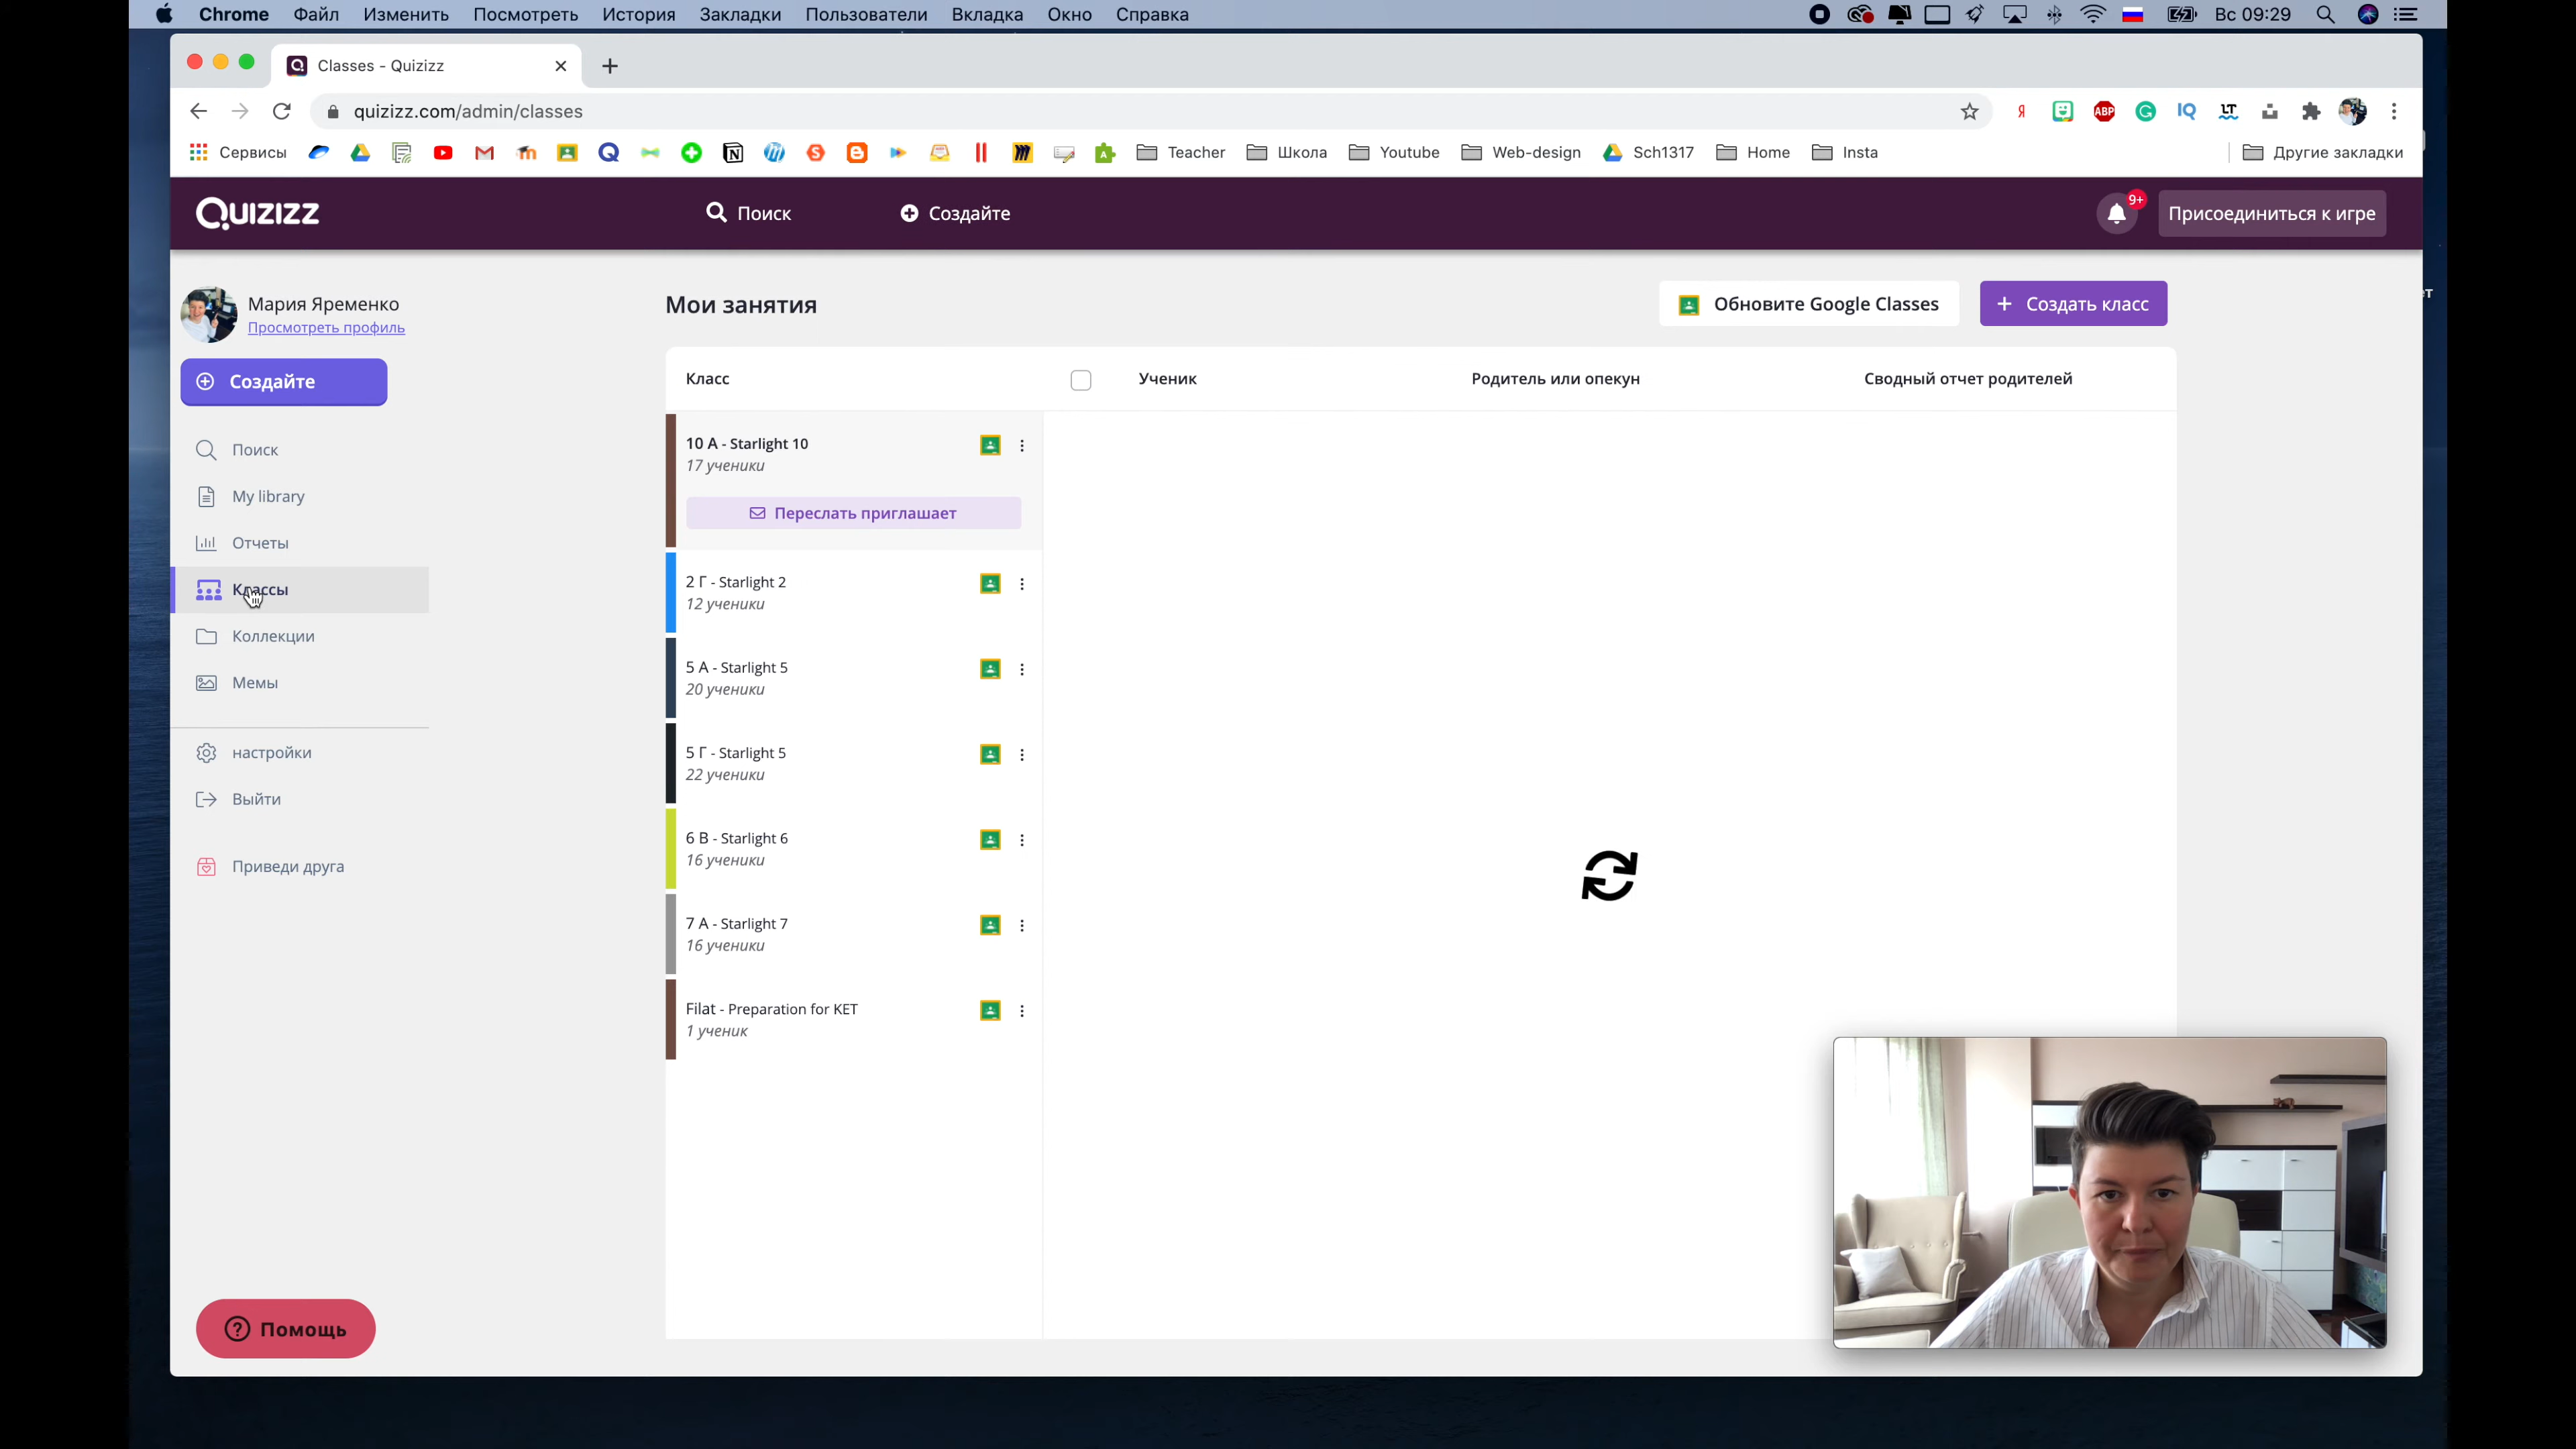 Chrome Файл Изменить Посмотреть История Закладки Пользователи Вкладка Окно Справка Вс 09:29
Classes - Quizizz
quizizz.com/admin/classes
Я ABP IQ LT
Сервисы Teacher Школа Youtube Web-design Sch1317 Home Insta Другие закладки
Quizizz Поиск Создайте 9+ Присоединиться к игре
Мария Яременко
Просмотреть профиль
Создайте
Поиск
My library
Отчеты
Классы
Коллекции
Мемы
настройки
Выйти
Приведи друга
Помощь
Мои занятия Обновите Google Classes + Создать класс
Класс Ученик Родитель или опекун Сводный отчет родителей
10 А - Starlight 10
17 ученики
Переслать приглашает
2 Г - Starlight 2
12 ученики
5 А - Starlight 5
20 ученики
5 Г - Starlight 5
22 ученики
6 В - Starlight 6
16 ученики
7 А - Starlight 7
16 ученики
Filat - Preparation for KET
1 ученик